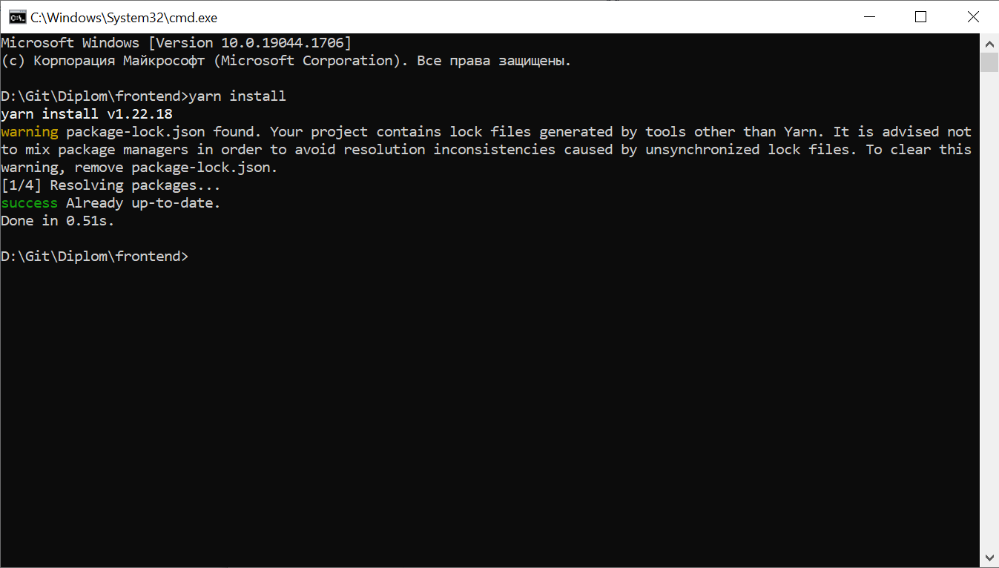 C:\Windows\System32\cmd.exe
Microsoft Windows [Version 10.0.19044.1706]
(c) Корпорация Майкрософт (Microsoft Corporation). Все права защищены.
D:\Git\Diplom\frontend>yarn install
yarn install v1.22.18
warning package-lock.json found. Your project contains lock files generated by tools other than Yarn. It is advised not
to mix package managers in order to avoid resolution inconsistencies caused by unsynchronized lock files. To clear this
warning, remove package-lock.json.
[1/4] Resolving packages...
success Already up-to-date.
Done in 0.51s.
D:\Git\Diplom\frontend>